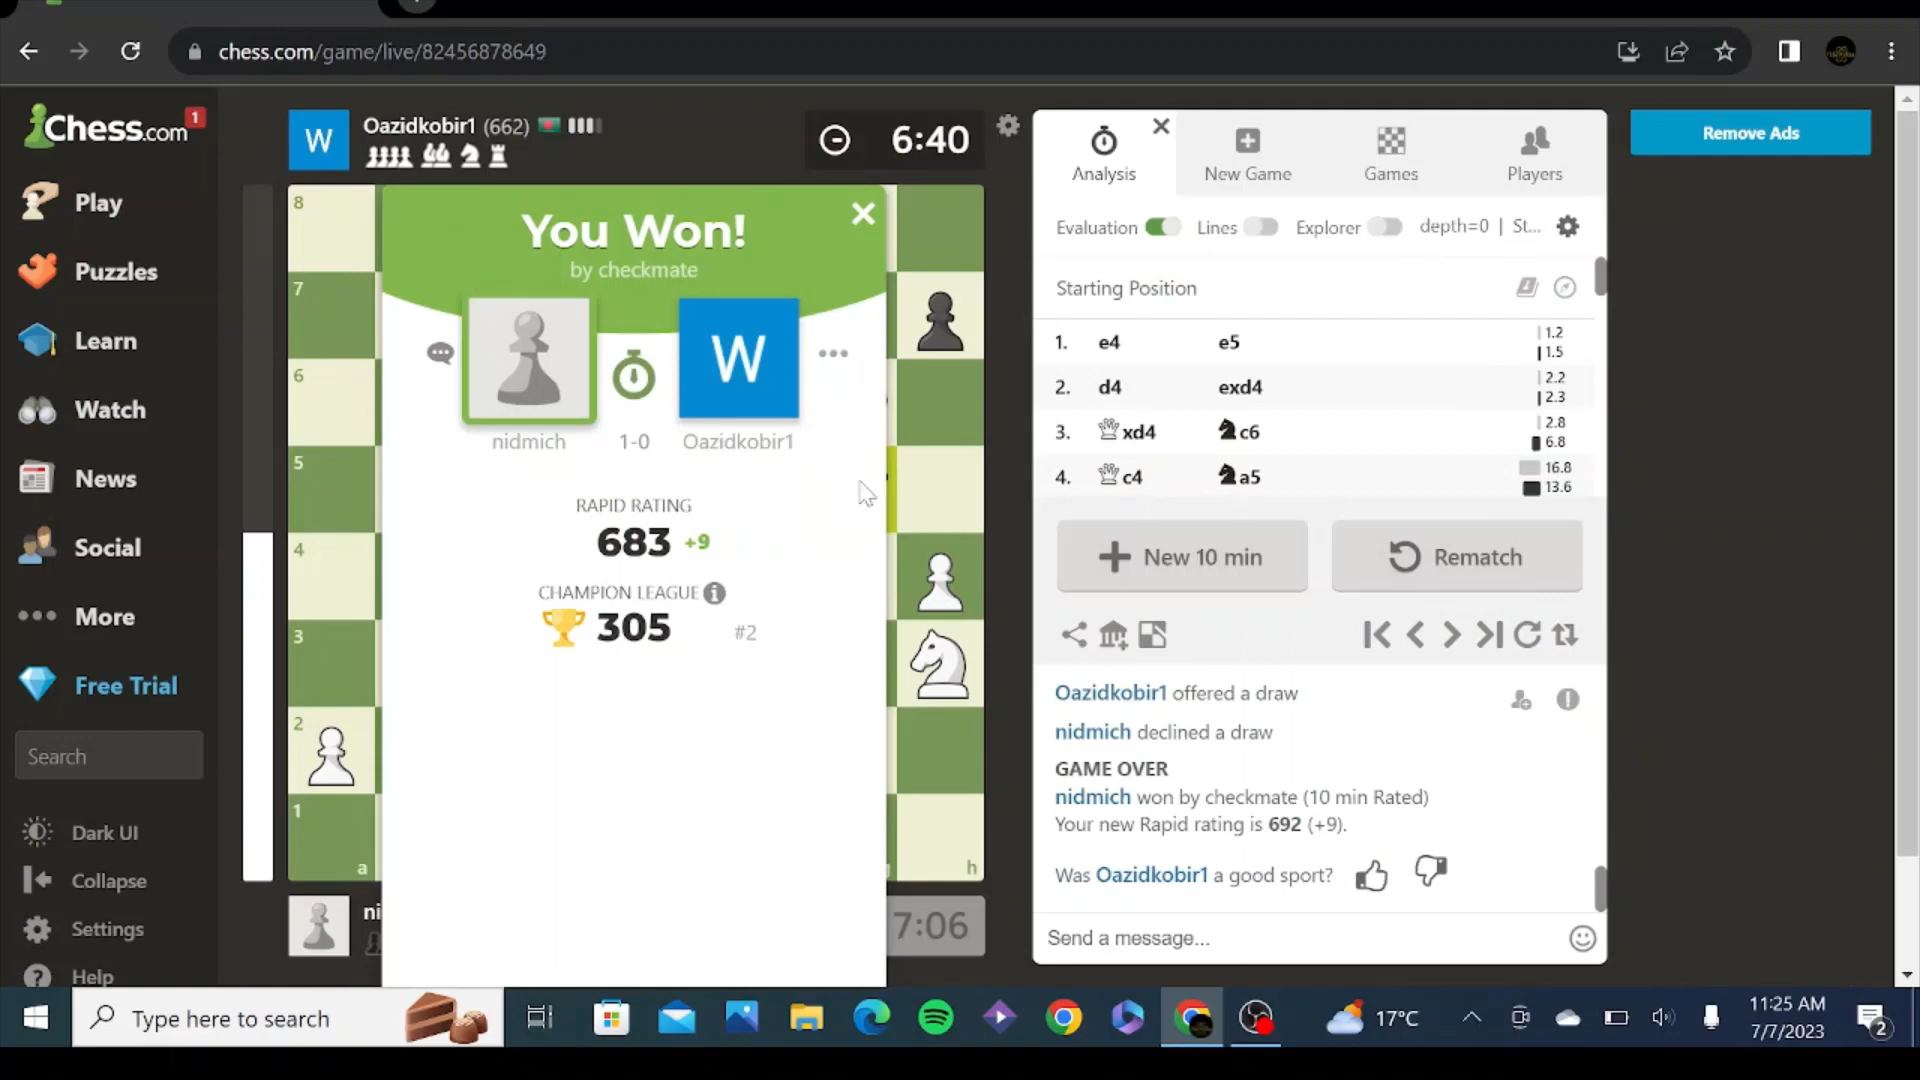 chess.com/game/live/82456878649
Chess.com
1
Play
Puzzles
Learn
Watch
News
Social
More
Free Trial
Search
Dark UI
Collapse
Settings
Help
W
Oazidkobir1 (662)
6:40
8
7
6
5
4
3
2
1
a
h
You Won!
by checkmate
W
nidmich 1-0 Oazidkobir1
RAPID RATING
683 +9
CHAMPION LEAGUE
305 #2
ni
7:06
Analysis
New Game
Games
Players
Evaluation Lines Explorer depth=0 | St...
Starting Position
1. e4 e5 1.2
1.5
2. d4 exd4 2.2
2.3
3. xd4 c6 2.8
6.8
4. c4 a5 16.8
13.6
New 10 min
Rematch
Oazidkobir1 offered a draw
nidmich declined a draw
GAME OVER
nidmich won by checkmate (10 min Rated)
Your new Rapid rating is 692 (+9).
Was Oazidkobir1 a good sport?
Send a message...
Remove Ads
Type here to search
17°C
11:25 AM
7/7/2023
2